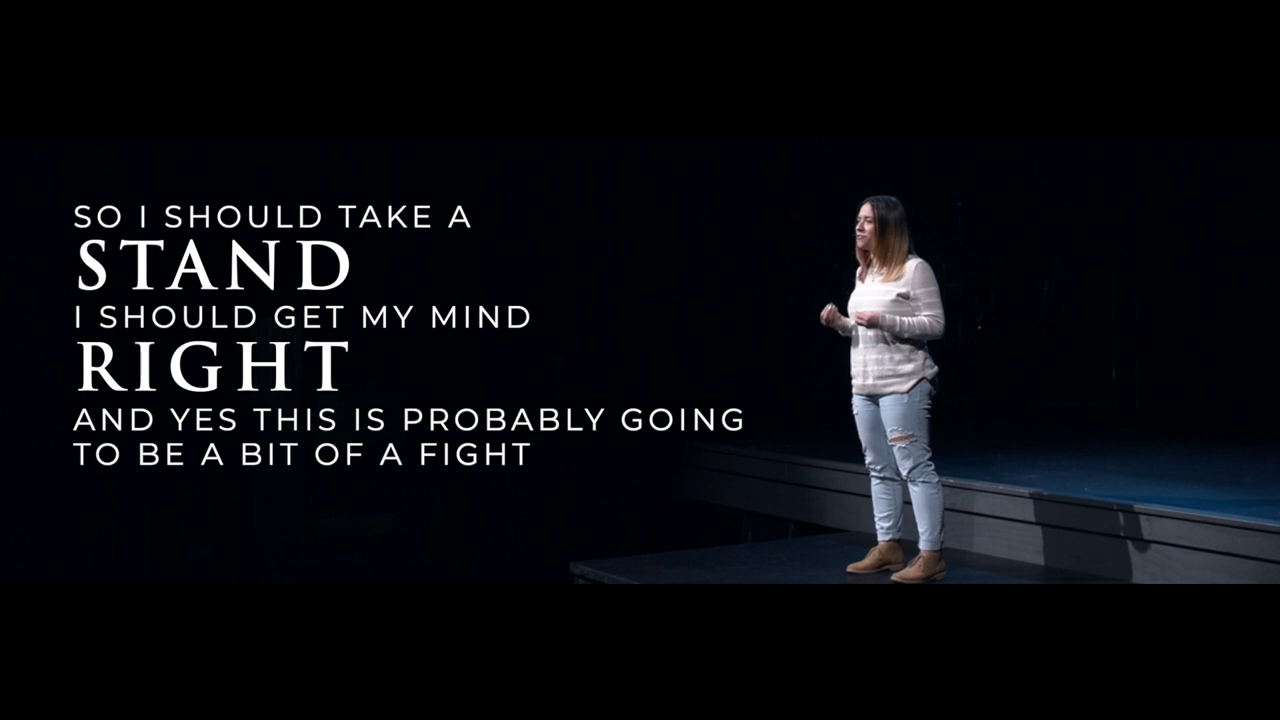 SO I SHOULD TAKE A
STAND
I SHOULD GET MY MIND
RIGHT
AND YES THIS IS PROBABLY GOING
TO BE A BIT OF A FIGHT